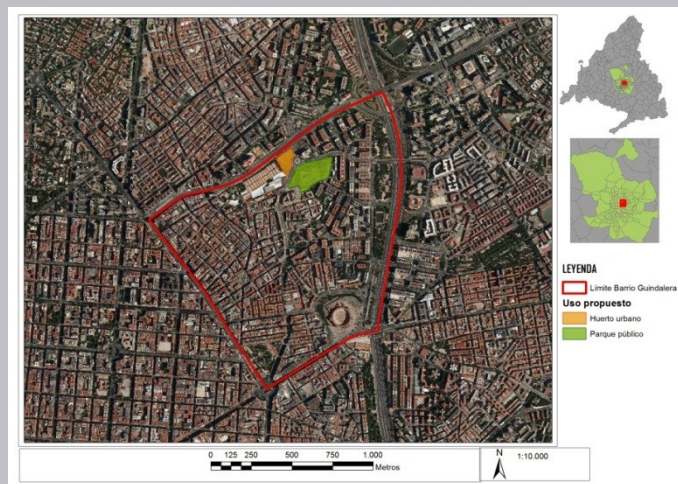 LEYENDA
Límite Barrio Guindalera
Uso propuesto
Huerto urbano
Parque público
0 125 250 500 750 1.000
Metros
N
1:10.000